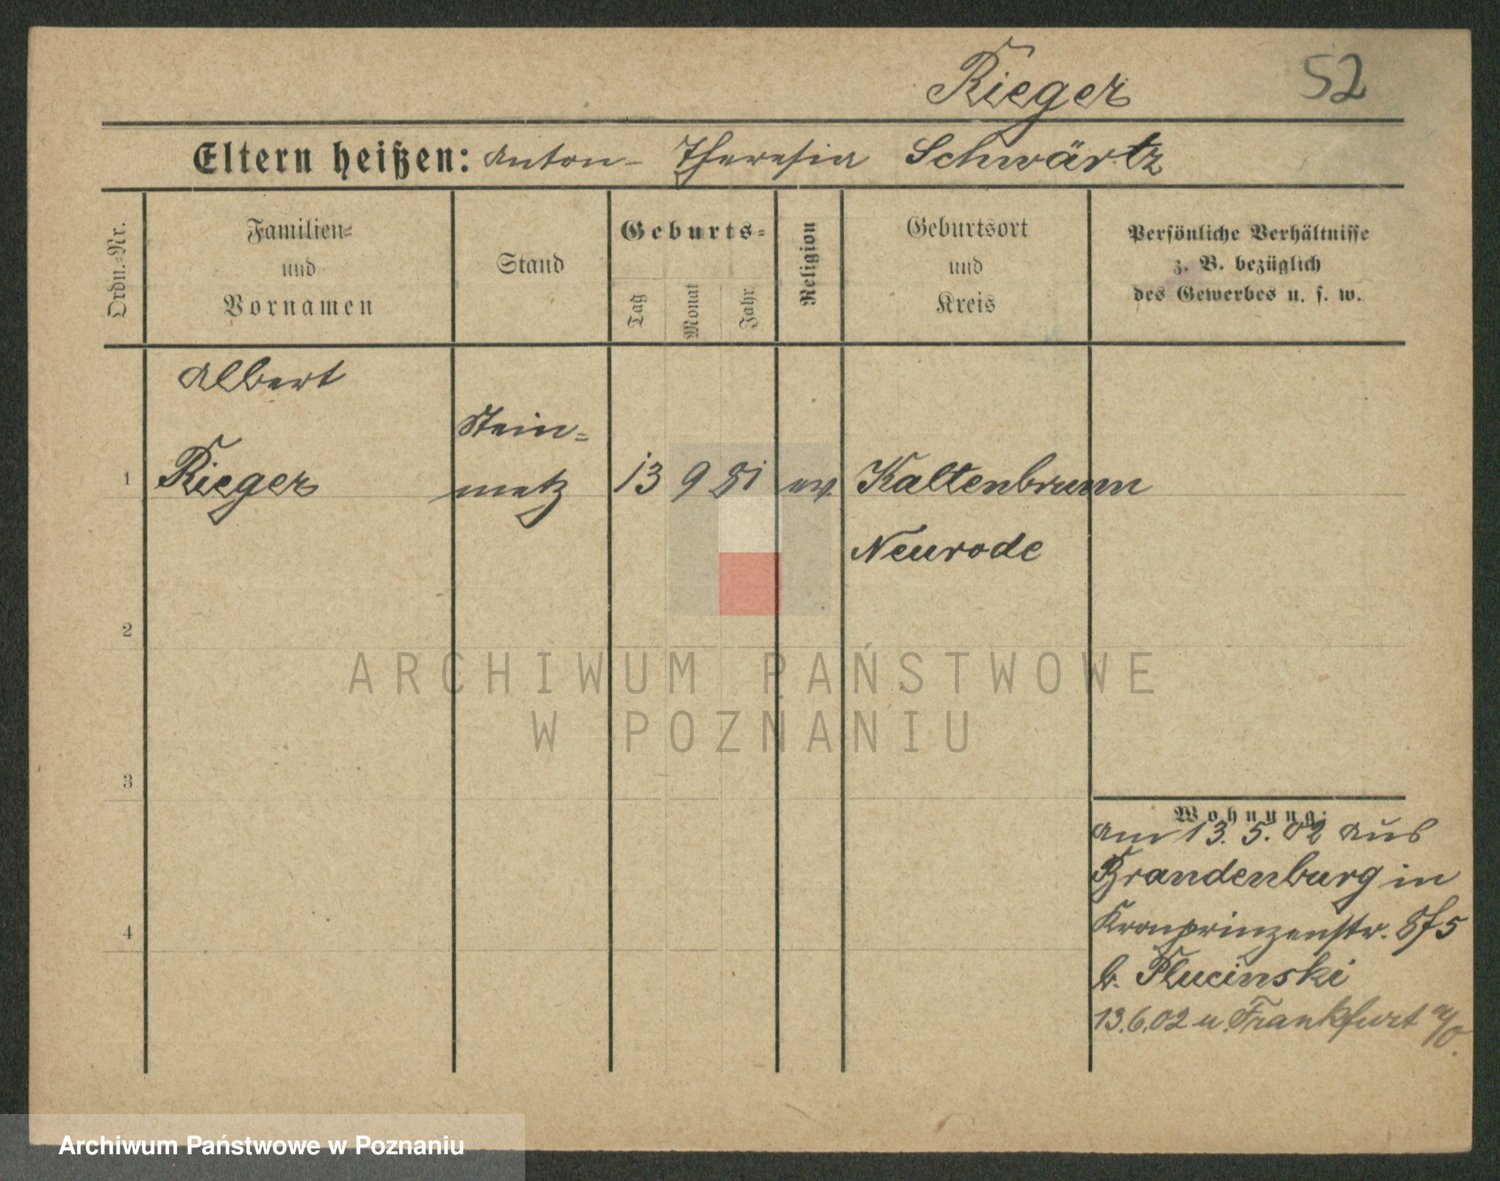 Rieger 52
Eltern heißen: Anton - Theresia Schwärtz
Ordn.-Nr.
Familien-
und
Vornamen
Stand
Geburts-
Tag
Monat
Jahr
Religion
Geburtsort
und
Kreis
Persönliche Verhältnisse
z. B. bezüglich
des Gewerbes u. s. w.
Albert
Stein=
1 Rieger metz 13 9 81 ev. Kaltenbrunn
Neurode
2
ARCHIWUM PAŃSTWOWE
W POZNANIU
3
Wohnung:
am 13. 5. 02 aus
Brandenburg in
4
Kronprinzenstr. 5
b. Plucinski
13.6.02 n. Frankfurt a/O.
Archiwum Państwowe w Poznaniu